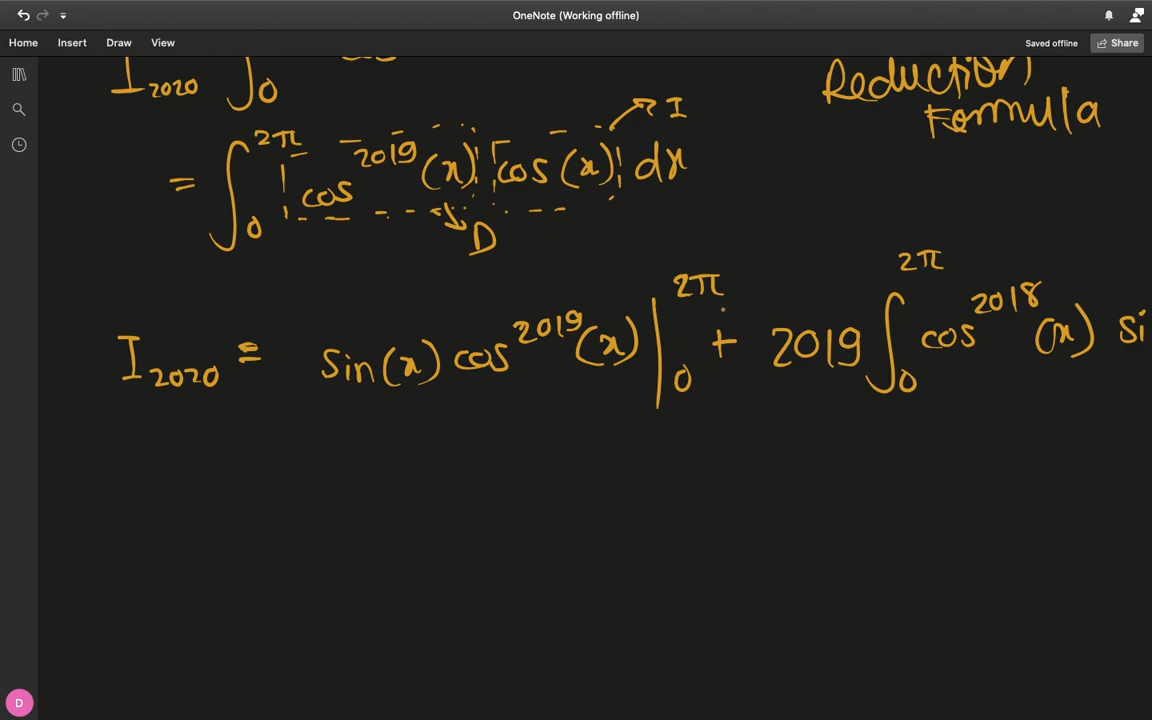 OneNote (Working offline)
Home Insert Draw View Saved offline Share
I₂₀₂₀ ∫₀
Reduction
Formula
= ∫₀^{2π} cos^{2019}(x) cos(x) dx
I
D
I₂₀₂₀ = sin(x) cos^{2019}(x) |₀^{2π} + 2019 ∫₀^{2π} cos^{2018}(x) si
D